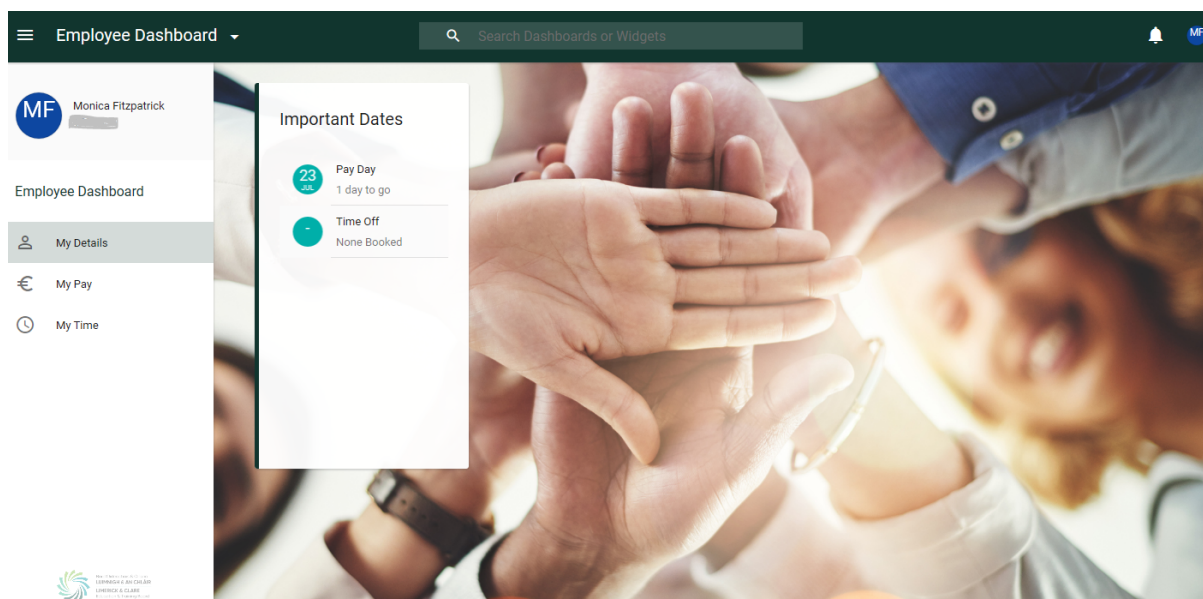 Employee Dashboard
Search Dashboards or Widgets
MF
MF
Monica Fitzpatrick
Employee Dashboard
My Details
My Pay
My Time
Important Dates
23
JUL
Pay Day
1 day to go
-
Time Off
None Booked
LUIMNIGH & AN CHLÁIR
LIMERICK & CLARE